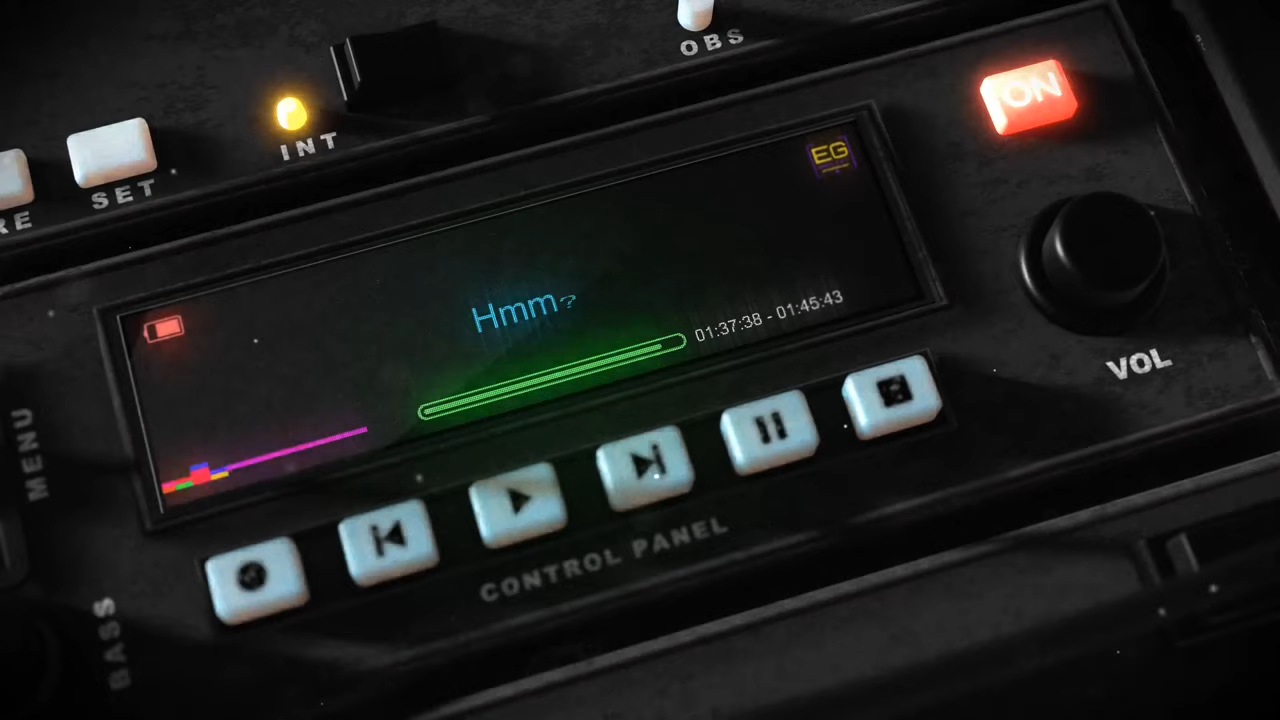 OBS
ON
INT
SET
RE
EG
Hmm?
01:37:38 - 01:45:43
VOL
MENU
CONTROL PANEL
BASS